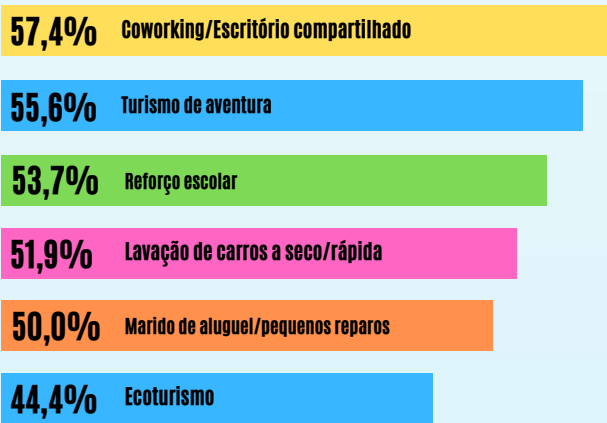 57,4% Coworking/Escritório compartilhado
55,6% Turismo de aventura
53,7% Reforço escolar
51,9% Lavação de carros a seco/rápida
50,0% Marido de aluguel/pequenos reparos
44,4% Ecoturismo